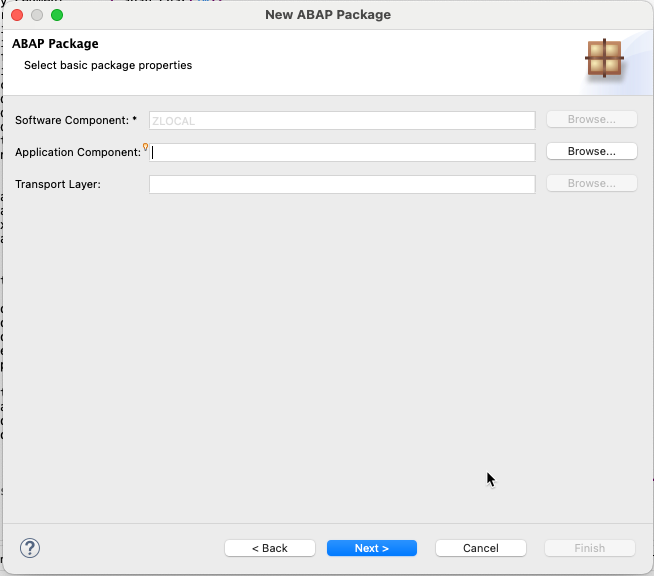 New ABAP Package
ABAP Package
Select basic package properties
Software Component: * ZLOCAL Browse...
Application Component: Browse...
Transport Layer: Browse...
? < Back Next > Cancel Finish